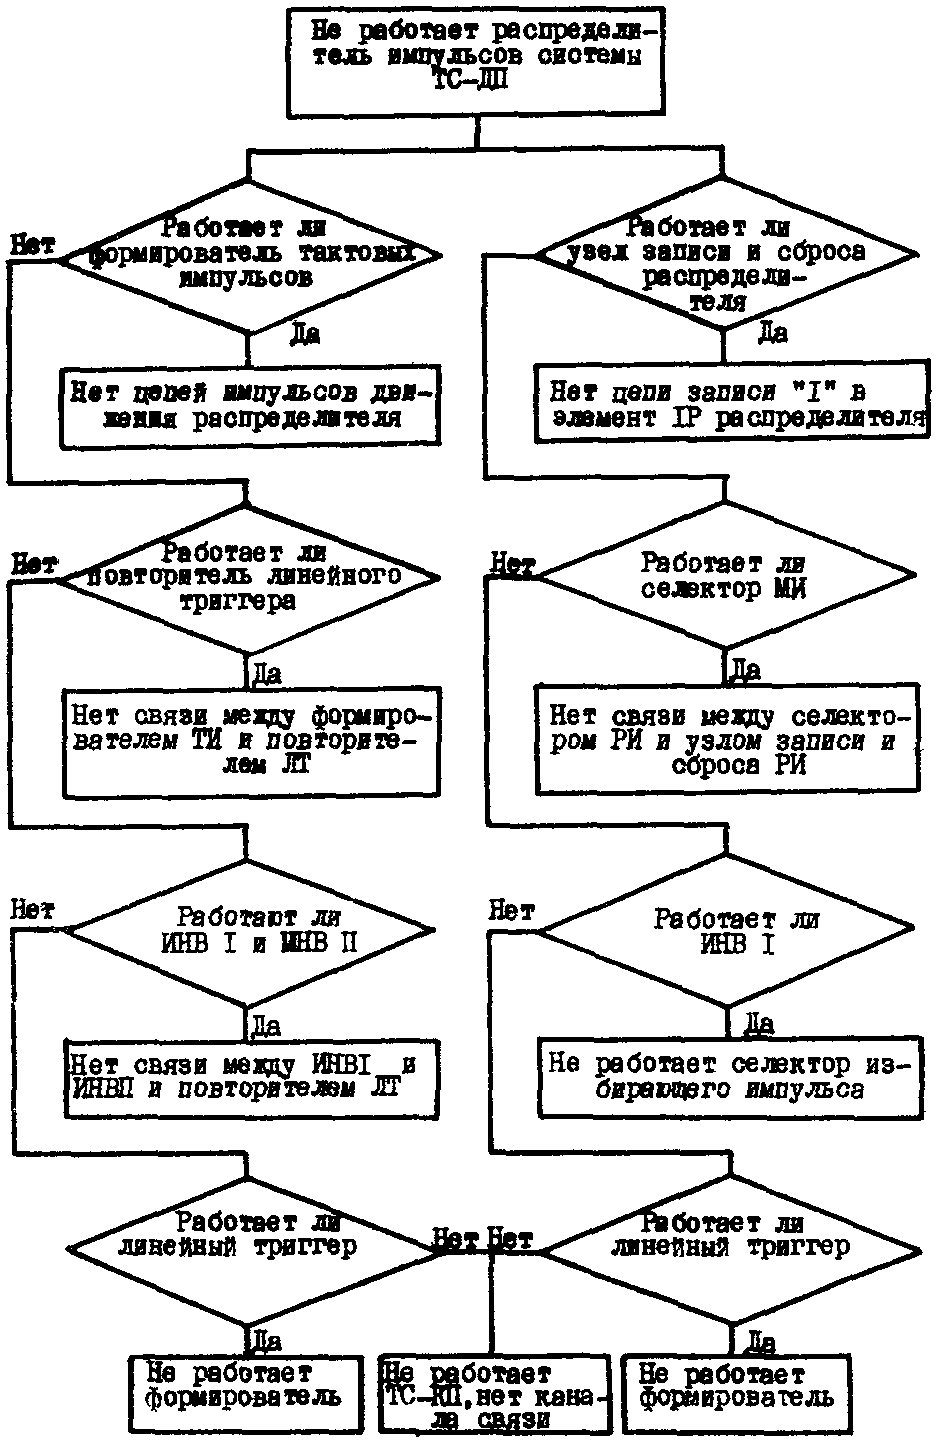 Не работает распредели-
тель импульсов системы
ТС-ДП
Работает ли
формирователь тактовых
импульсов
Нет
Да
Нет цепей импульсов дви-
жения распределителя
Работает ли
повторитель линейного
триггера
Нет
Да
Нет связи между формиро-
вателем ТИ и повторите-
лем ЛТ
Работают ли
ИНВ I и ИНВ П
Нет
Да
Нет связи между ИНВI и
ИНВП и повторителем ЛТ
Работает ли
линейный триггер
Нет
Да
Не работает
формирователь
Работает ли
узел записи и сброса
распредели-
теля
Да
Нет цепи записи "I" в
элемент IР распределителя
Работает ли
селектор МИ
Нет
Да
Нет связи между селекто-
ром РИ и узлом записи и
сброса РИ
Работает ли
ИНВ I
Нет
Да
Не работает селектор из-
бирающего импульса
Работает ли
линейный триггер
Нет
Да
Не работает
формирователь
Не работает
ТС-КП, нет кана-
ла связи